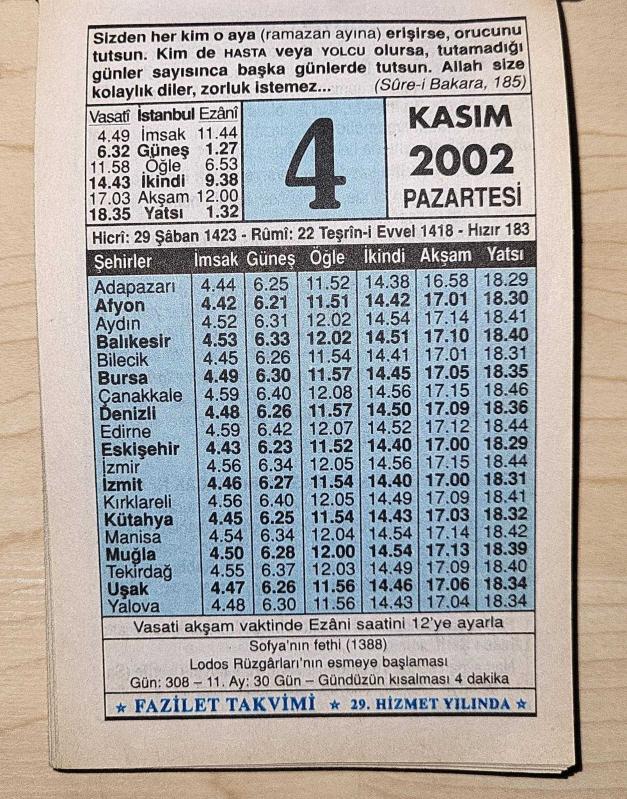 Sizden her kim o aya (ramazan ayına) erişirse, orucunu
tutsun. Kim de HASTA veya YOLCU olursa, tutamadığı
günler sayısınca başka günlerde tutsun. Allah size
kolaylık diler, zorluk istemez... (Sûre-i Bakara, 185)
Vasatî İstanbul Ezânî
4.49 İmsak 11.44
6.32 Güneş 1.27
11.58 Öğle 6.53
14.43 İkindi 9.38
17.03 Akşam 12.00
18.35 Yatsı 1.32
4
KASIM
2002
PAZARTESİ
Hicrî: 29 Şâban 1423 - Rûmî: 22 Teşrîn-i Evvel 1418 - Hızır 183
Şehirler İmsak Güneş Öğle İkindi Akşam Yatsı
Adapazarı 4.44 6.25 11.52 14.38 16.58 18.29
Afyon 4.42 6.21 11.51 14.42 17.01 18.30
Aydın 4.52 6.31 12.02 14.54 17.14 18.41
Balıkesir 4.53 6.33 12.02 14.51 17.10 18.40
Bilecik 4.45 6.26 11.54 14.41 17.01 18.31
Bursa 4.49 6.30 11.57 14.45 17.05 18.35
Çanakkale 4.59 6.40 12.08 14.56 17.15 18.46
Denizli 4.48 6.26 11.57 14.50 17.09 18.36
Edirne 4.59 6.42 12.07 14.52 17.12 18.44
Eskişehir 4.43 6.23 11.52 14.40 17.00 18.29
İzmir 4.56 6.34 12.05 14.56 17.15 18.44
İzmit 4.46 6.27 11.54 14.40 17.00 18.31
Kırklareli 4.56 6.40 12.05 14.49 17.09 18.41
Kütahya 4.45 6.25 11.54 14.43 17.03 18.32
Manisa 4.54 6.34 12.04 14.54 17.14 18.42
Muğla 4.50 6.28 12.00 14.54 17.13 18.39
Tekirdağ 4.55 6.37 12.03 14.49 17.09 18.40
Uşak 4.47 6.26 11.56 14.46 17.06 18.34
Yalova 4.48 6.30 11.56 14.43 17.04 18.34
Vasati akşam vaktinde Ezâni saatini 12'ye ayarla
Sofya'nın fethi (1388)
Lodos Rüzgârları'nın esmeye başlaması
Gün: 308 – 11. Ay: 30 Gün – Gündüzün kısalması 4 dakika
★ FAZİLET TAKVİMİ ★ 29. HİZMET YILINDA ★